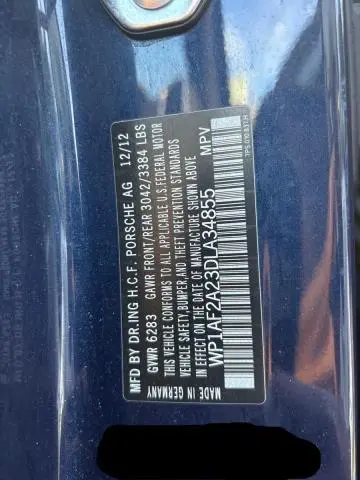 MFD BY DR.ING H.C.F. PORSCHE AG 12/12
GVWR 6283 GAWR FRONT/REAR 3042/3384 LBS
THIS VEHICLE CONFORMS TO ALL APPLICABLE U.S.FEDERAL MOTOR
VEHICLE SAFETY,BUMPER,AND THEFT PREVENTION STANDARDS
IN EFFECT ON THE DATE OF MANUFACTURE SHOWN ABOVE
WP1AF2A23DLA34855 MPV
MADE IN GERMANY